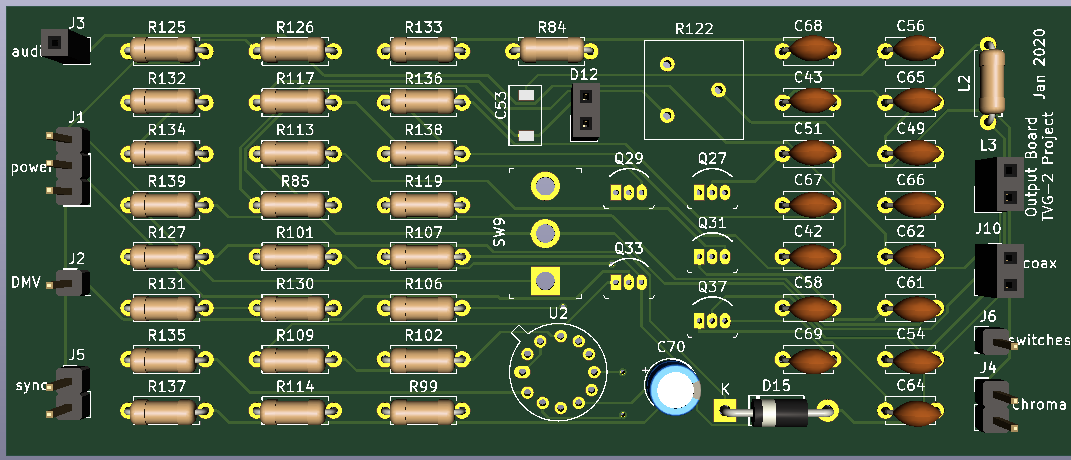 J3 R125 R126 R133 R84 R122 C68 C56
audi
R132 R117 R136 C53 D12 C43 C65 L2 Jan 2020
J1 R134 R113 R138 C51 C49 L3
power
Q29 Q27
R139 R85 R119 C67 C66
Output Board
TVG-2 Project
SW9 Q31
R127 R101 R107 C42 C62 J10
Q33 coax
J2
DMV
R131 R130 R106 Q37 C58 C61
U2 J6
R135 R109 R102 C70 C69 C54 switches
+
J5 J4
sync R137 R114 R99 K D15 C64
chroma